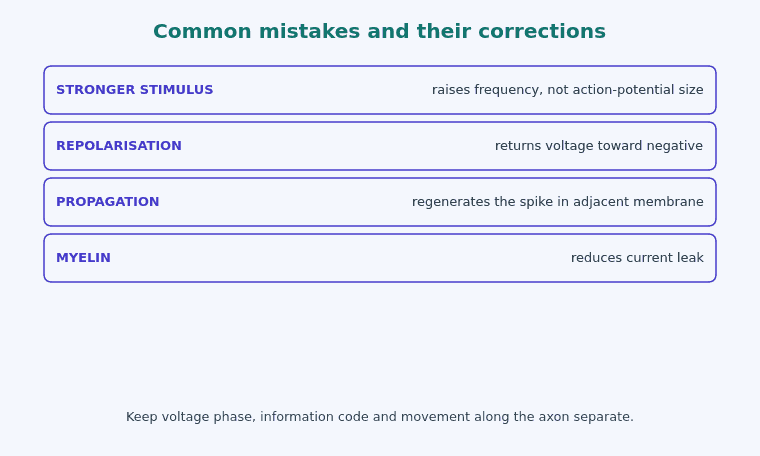 Common mistakes and their corrections
STRONGER STIMULUS raises frequency, not action-potential size
REPOLARISATION returns voltage toward negative
PROPAGATION regenerates the spike in adjacent membrane
MYELIN reduces current leak
Keep voltage phase, information code and movement along the axon separate.